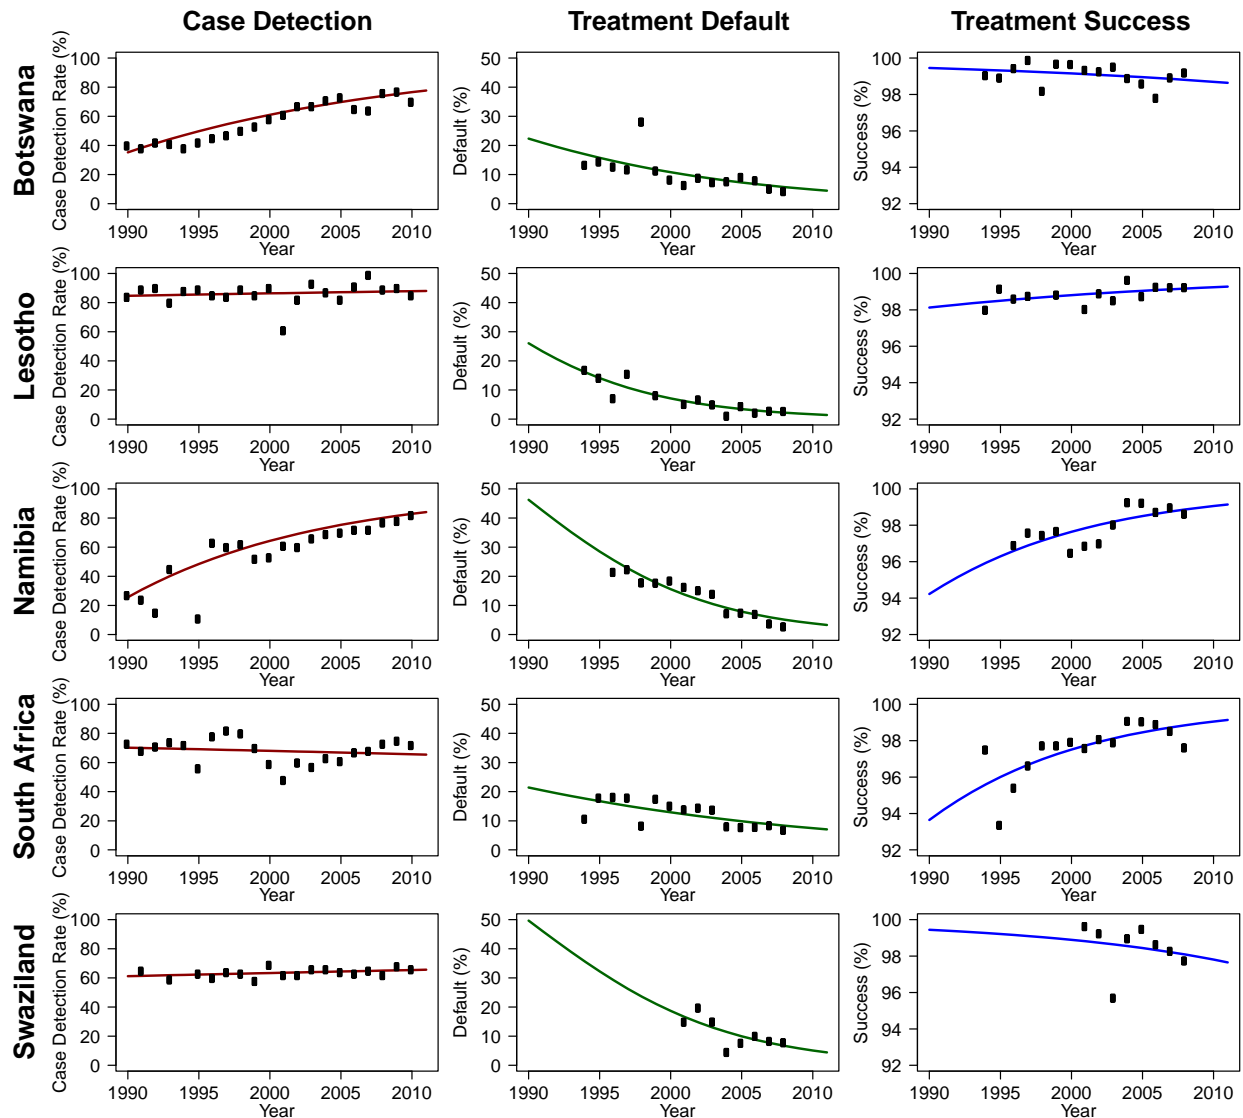 Case Detection Treatment Default Treatment Success
Botswana
Case Detection Rate (%)
100
80
60
40
20
0
1990 1995 2000 2005 2010
Year
Default (%)
50
40
30
20
10
0
1990 1995 2000 2005 2010
Year
Success (%)
100
98
96
94
92
1990 1995 2000 2005 2010
Year
Lesotho
Case Detection Rate (%)
100
80
60
40
20
0
1990 1995 2000 2005 2010
Year
Default (%)
50
40
30
20
10
0
1990 1995 2000 2005 2010
Year
Success (%)
100
98
96
94
92
1990 1995 2000 2005 2010
Year
Namibia
Case Detection Rate (%)
100
80
60
40
20
0
1990 1995 2000 2005 2010
Year
Default (%)
50
40
30
20
10
0
1990 1995 2000 2005 2010
Year
Success (%)
100
98
96
94
92
1990 1995 2000 2005 2010
Year
South Africa
Case Detection Rate (%)
100
80
60
40
20
0
1990 1995 2000 2005 2010
Year
Default (%)
50
40
30
20
10
0
1990 1995 2000 2005 2010
Year
Success (%)
100
98
96
94
92
1990 1995 2000 2005 2010
Year
Swaziland
Case Detection Rate (%)
100
80
60
40
20
0
1990 1995 2000 2005 2010
Year
Default (%)
50
40
30
20
10
0
1990 1995 2000 2005 2010
Year
Success (%)
100
98
96
94
92
1990 1995 2000 2005 2010
Year